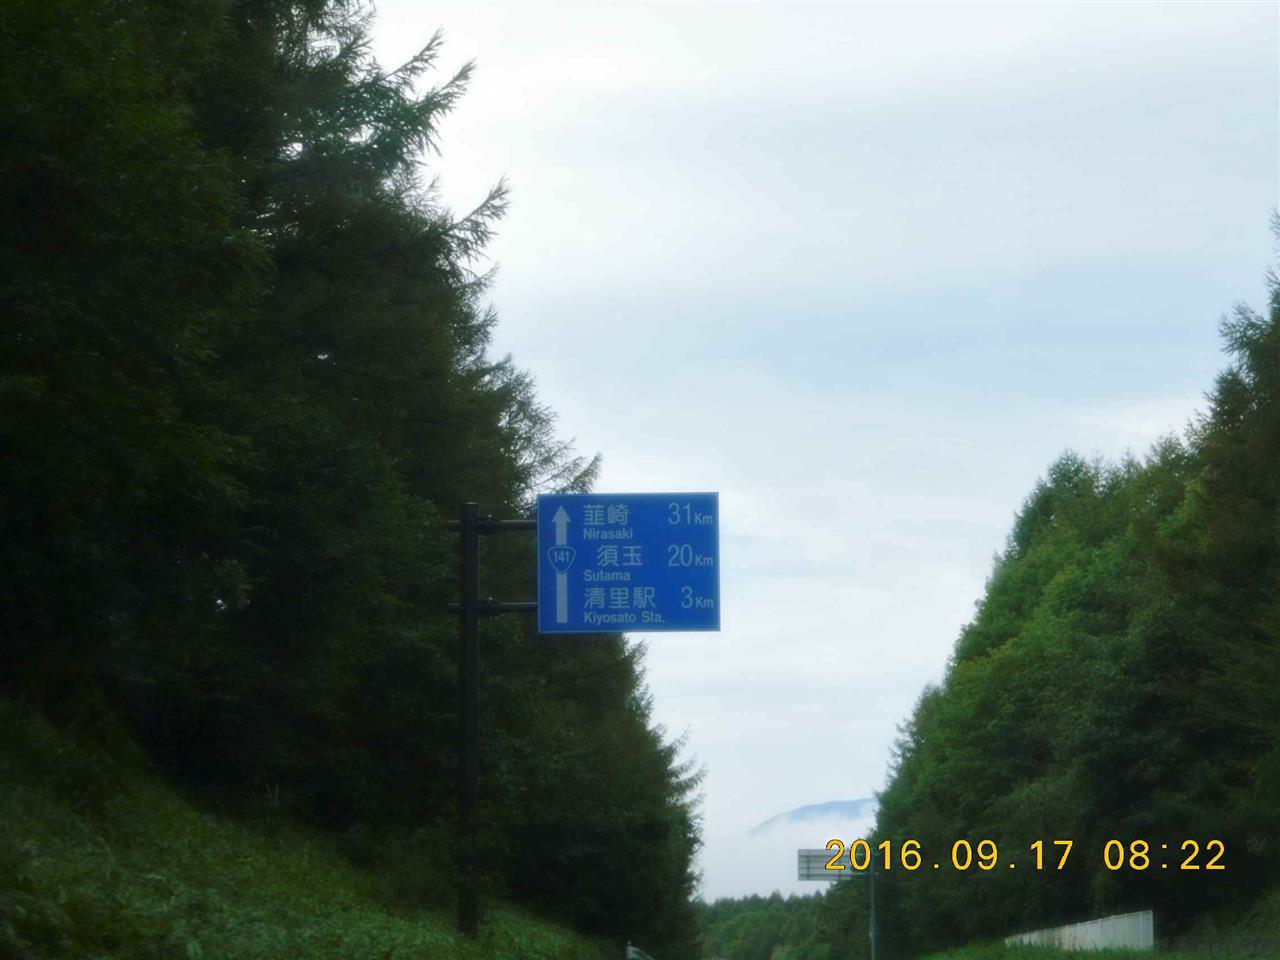 韮崎 31Km
Nirasaki
141
須玉 20Km
Sutama
清里駅 3Km
Kiyosato Sta.
2016.09.17 08:22